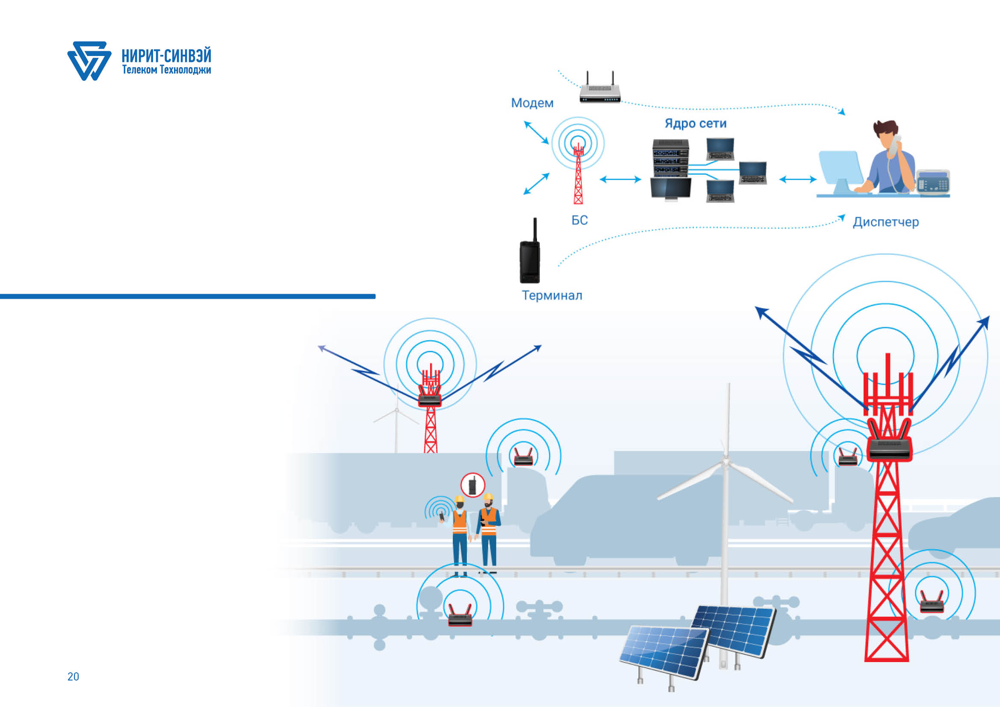 НИРИТ-СИНВЭЙ
Телеком Технолоджи
Модем
Ядро сети
БС
Диспетчер
Терминал
20